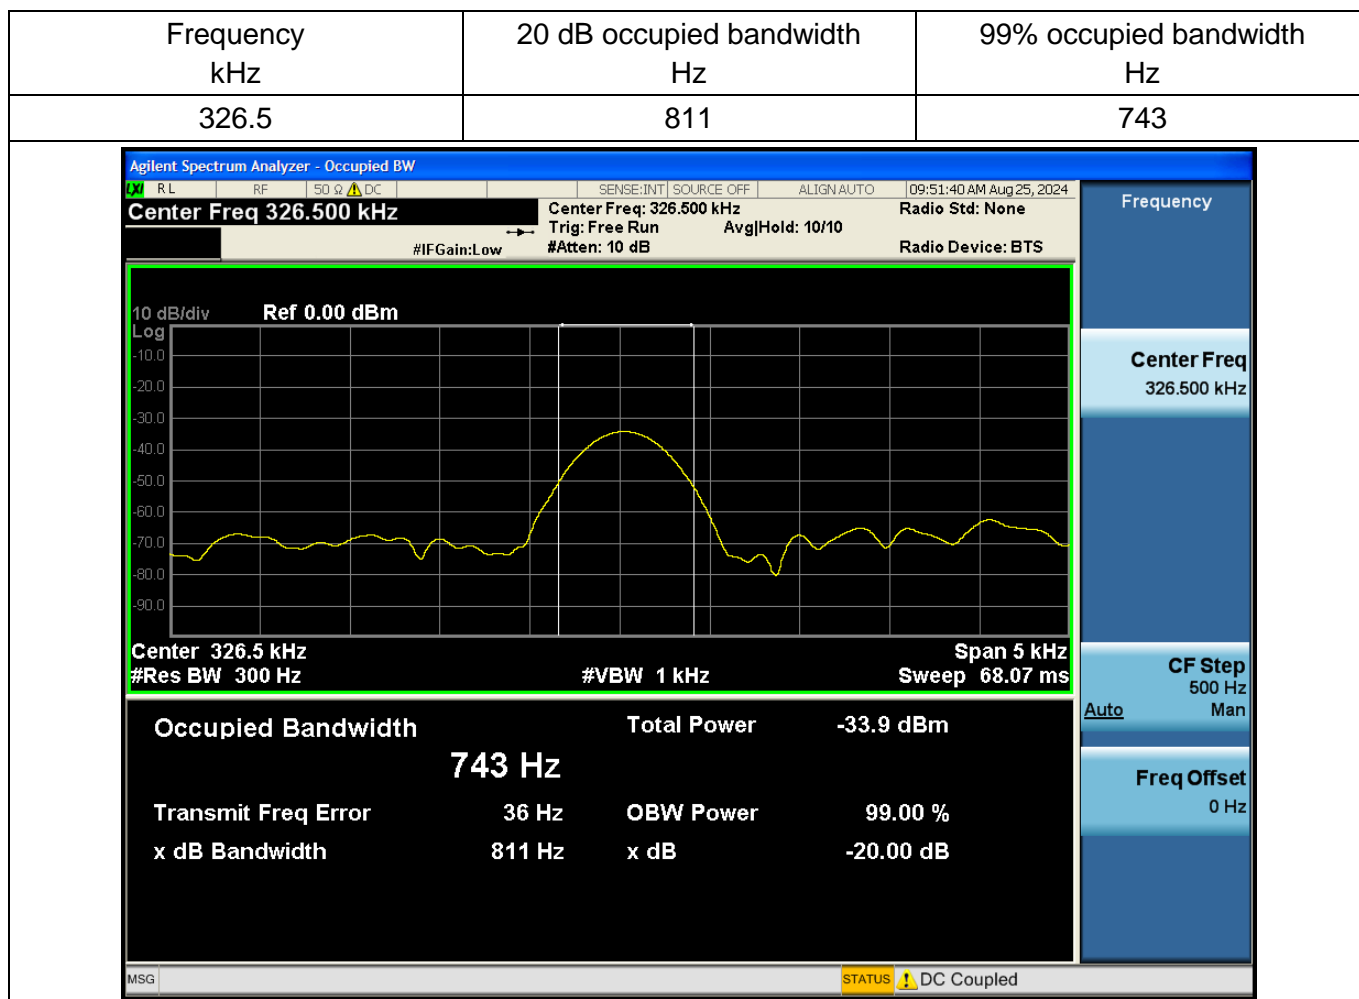 Frequency
kHz
20 dB occupied bandwidth
Hz
99% occupied bandwidth
Hz
326.5
811
743
Agilent Spectrum Analyzer - Occupied BW
LXI RL RF 50 Ω DC SENSE:INT SOURCE OFF ALIGN AUTO 09:51:40 AM Aug 25, 2024
Center Freq 326.500 kHz
#IFGain:Low
Center Freq: 326.500 kHz
Trig: Free Run Avg|Hold: 10/10
#Atten: 10 dB
Radio Std: None
Radio Device: BTS
10 dB/div Ref 0.00 dBm
Log
-10.0
-20.0
-30.0
-40.0
-50.0
-60.0
-70.0
-80.0
-90.0
Center 326.5 kHz Span 5 kHz
#Res BW 300 Hz #VBW 1 kHz Sweep 68.07 ms
Occupied Bandwidth Total Power -33.9 dBm
743 Hz
Transmit Freq Error 36 Hz OBW Power 99.00 %
x dB Bandwidth 811 Hz x dB -20.00 dB
Frequency
Center Freq
326.500 kHz
CF Step
500 Hz
Auto Man
Freq Offset
0 Hz
MSG STATUS DC Coupled